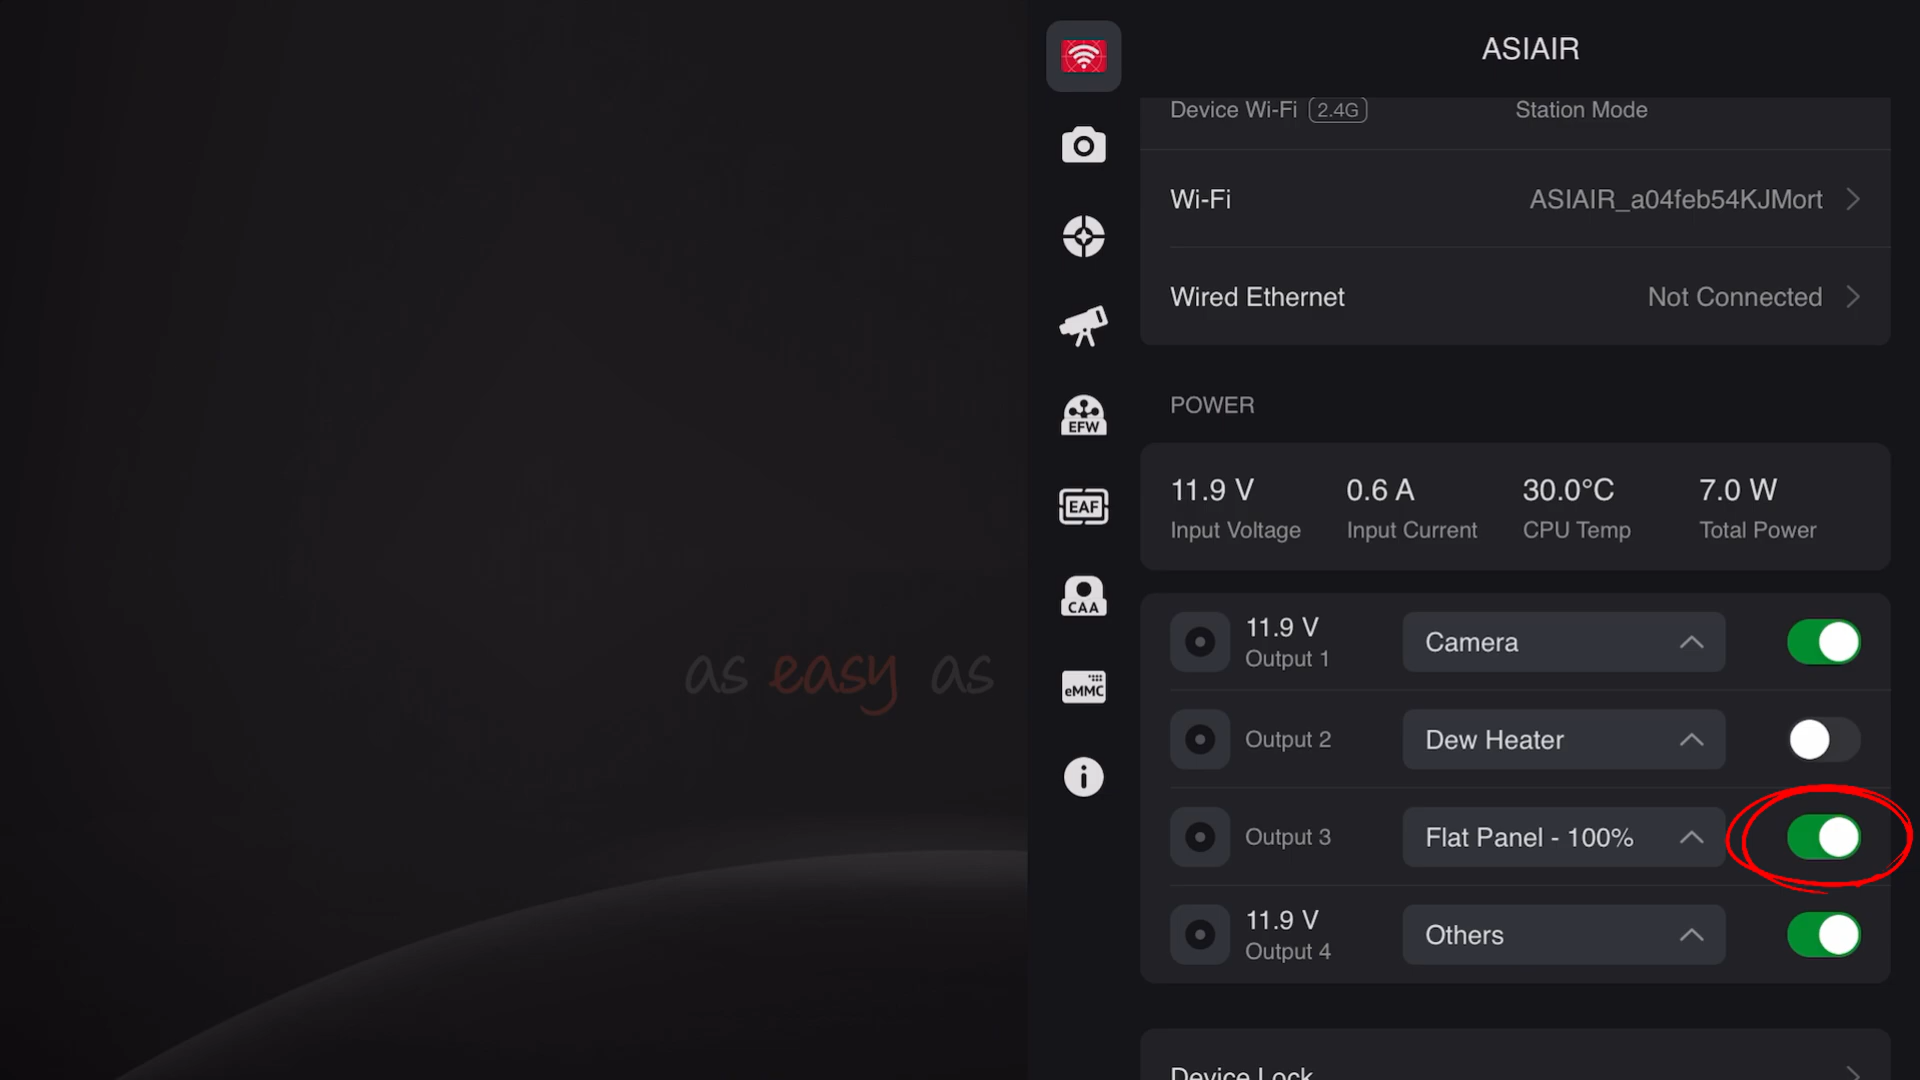 ASIAIR
Device Wi-Fi 2.4G Station Mode
Wi-Fi ASIAIR_a04feb54KJMort
Wired Ethernet Not Connected
POWER
11.9 V 0.6 A 30.0°C 7.0 W
Input Voltage Input Current CPU Temp Total Power
11.9 V
Output 1 Camera
Output 2 Dew Heater
Output 3 Flat Panel - 100%
11.9 V
Output 4 Others
Device Lock
EFW
EAF
CAA
eMMC
as easy as